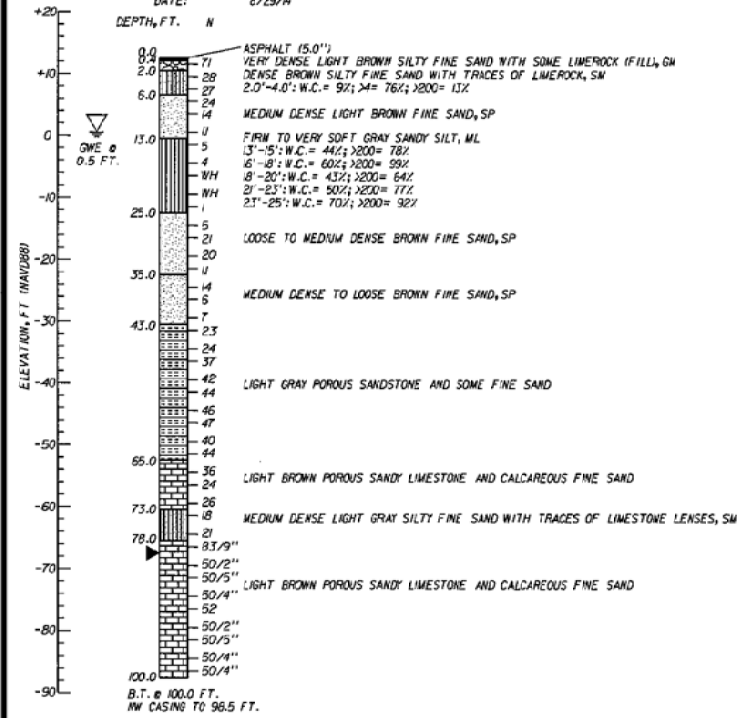 DATE: 8/29/14
DEPTH, FT. N
+20
+10
0
-10
-20
-30
-40
-50
-60
-70
-80
-90
ELEVATION, FT (NAVD88)
GWE @
0.5 FT.
0.0
0.4
2.0
6.0
13.0
25.0
35.0
43.0
65.0
73.0
78.0
100.0
71
28
27
24
14
11
5
4
WH
WH
1
5
21
20
11
14
6
7
23
24
37
42
44
46
47
40
44
36
24
26
18
21
83/9"
50/2"
50/5"
50/4"
52
50/2"
50/5"
50/4"
50/4"
ASPHALT (5.0")
VERY DENSE LIGHT BROWN SILTY FINE SAND WITH SOME LIMEROCK (FILL), GM
DENSE BROWN SILTY FINE SAND WITH TRACES OF LIMEROCK, SM
2.0'-4.0': W.C.= 9%; >4= 76%; >200= 13%
MEDIUM DENSE LIGHT BROWN FINE SAND, SP
FIRM TO VERY SOFT GRAY SANDY SILT, ML
13'-15': W.C.= 44%; >200= 78%
16'-18': W.C.= 60%; >200= 99%
18'-20': W.C.= 43%; >200= 64%
21'-23': W.C.= 50%; >200= 77%
23'-25': W.C.= 70%; >200= 92%
LOOSE TO MEDIUM DENSE BROWN FINE SAND, SP
MEDIUM DENSE TO LOOSE BROWN FINE SAND, SP
LIGHT GRAY POROUS SANDSTONE AND SOME FINE SAND
LIGHT BROWN POROUS SANDY LIMESTONE AND CALCAREOUS FINE SAND
MEDIUM DENSE LIGHT GRAY SILTY FINE SAND WITH TRACES OF LIMESTONE LENSES, SM
LIGHT BROWN POROUS SANDY LIMESTONE AND CALCAREOUS FINE SAND
B.T. @ 100.0 FT.
NW CASING TO 98.5 FT.